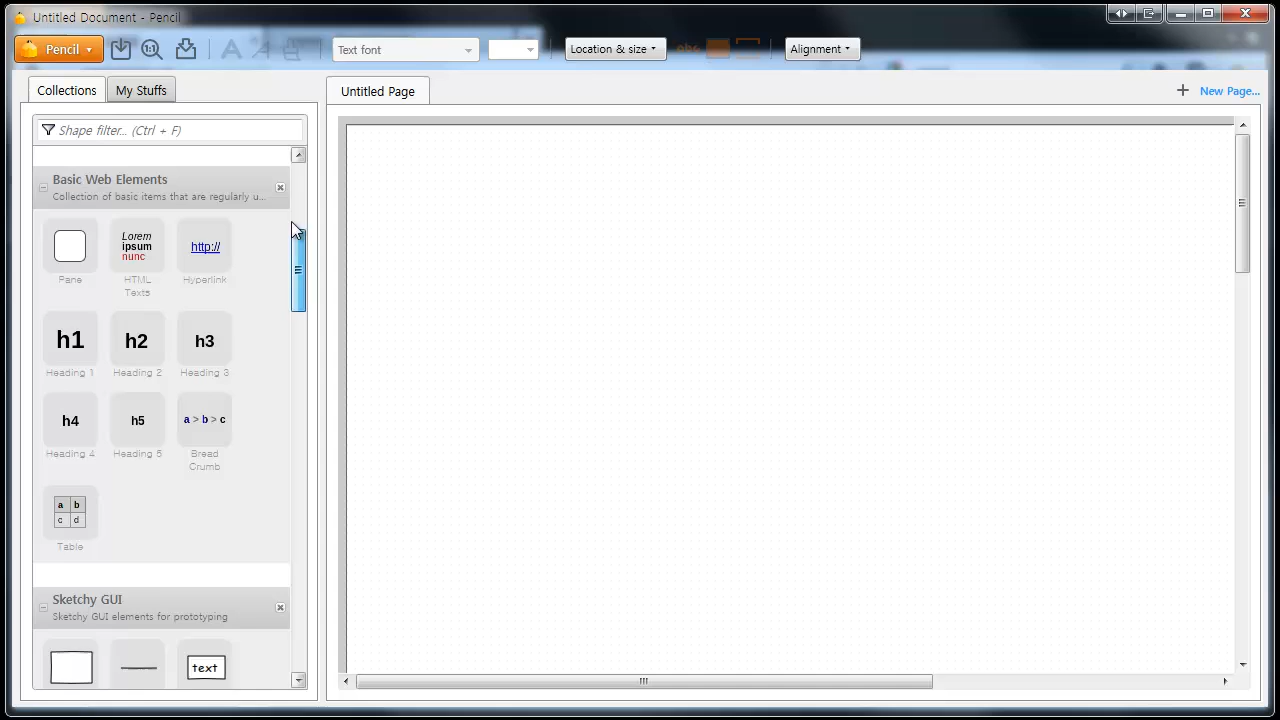 Untitled Document - Pencil
Pencil
1:1
Text font
Location & size
abc
Alignment
Collections
My Stuffs
Untitled Page
New Page...
Shape filter... (Ctrl + F)
Basic Web Elements
Collection of basic items that are regularly u...
Lorem
ipsum
nunc
http://
Pane
HTML
Texts
Hyperlink
h1
h2
h3
Heading 1
Heading 2
Heading 3
h4
h5
a > b > c
Heading 4
Heading 5
Bread
Crumb
a b
c d
Table
Sketchy GUI
Sketchy GUI elements for prototyping
text